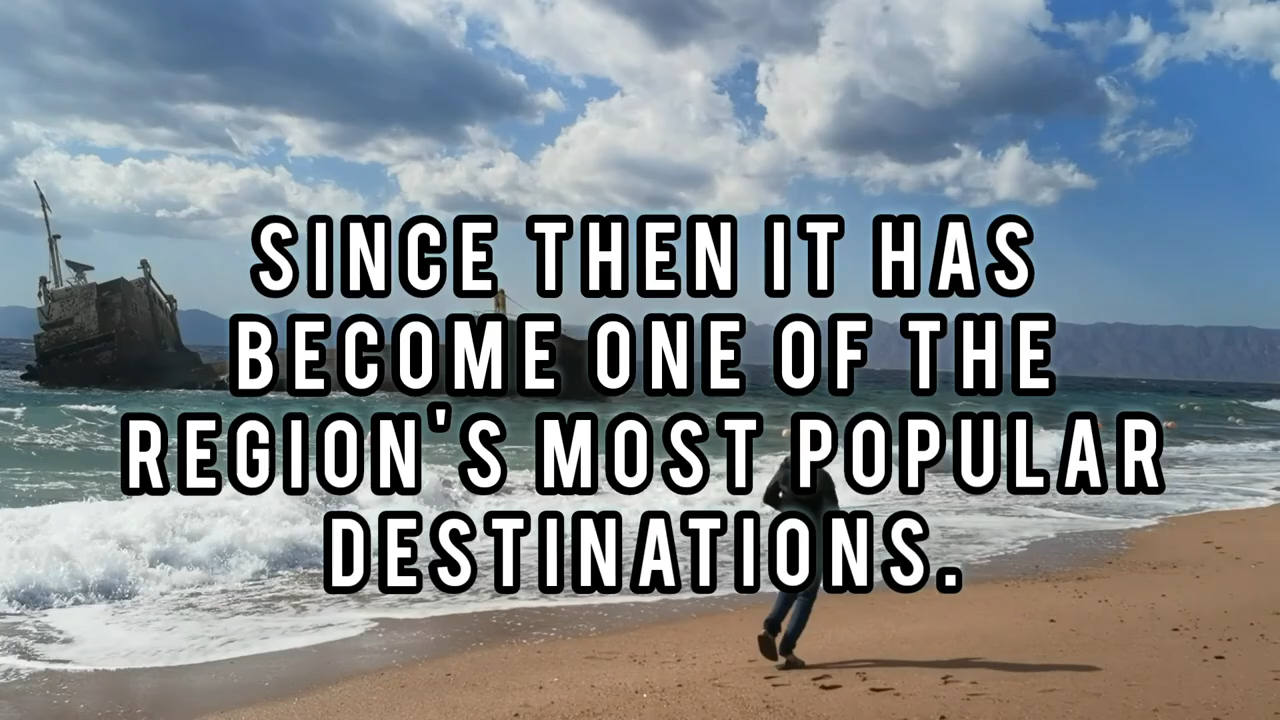 SINCE THEN IT HAS
BECOME ONE OF THE
REGION'S MOST POPULAR
DESTINATIONS.